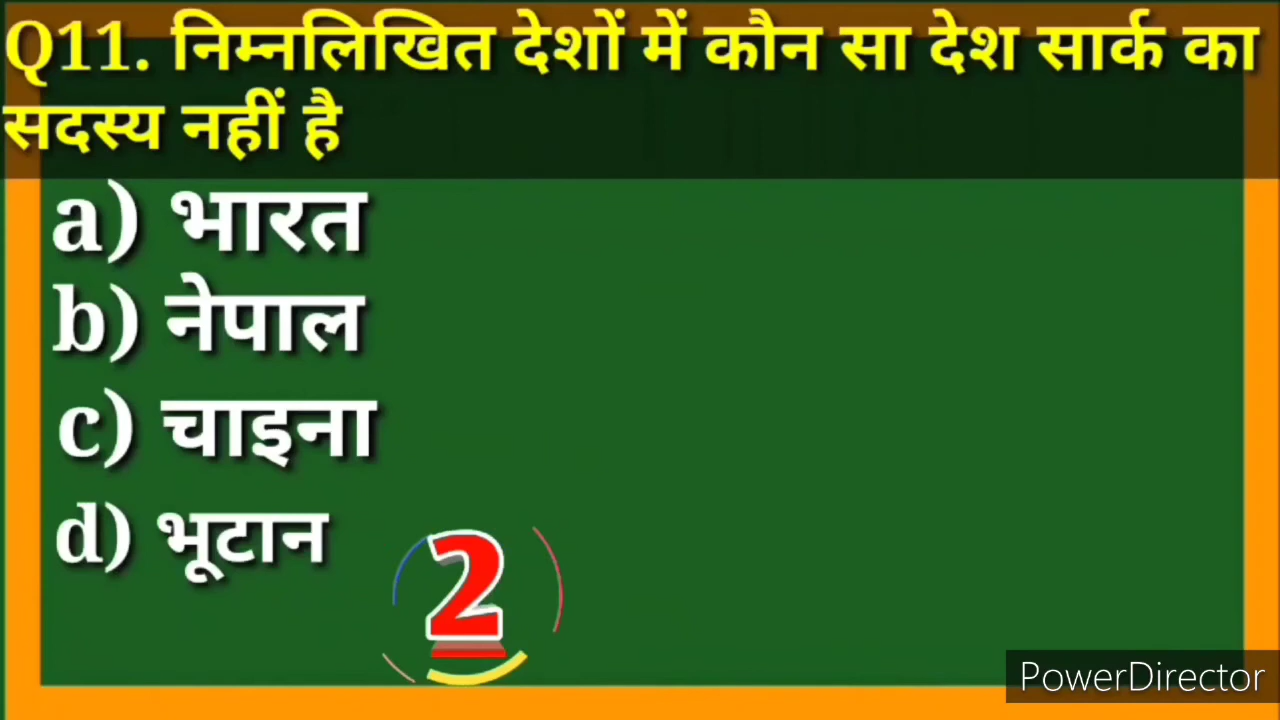 Q11. निम्नलिखित देशों में कौन सा देश सार्क का
सदस्य नहीं है
a) भारत
b) नेपाल
c) चाइना
d) भूटान
2
PowerDirector